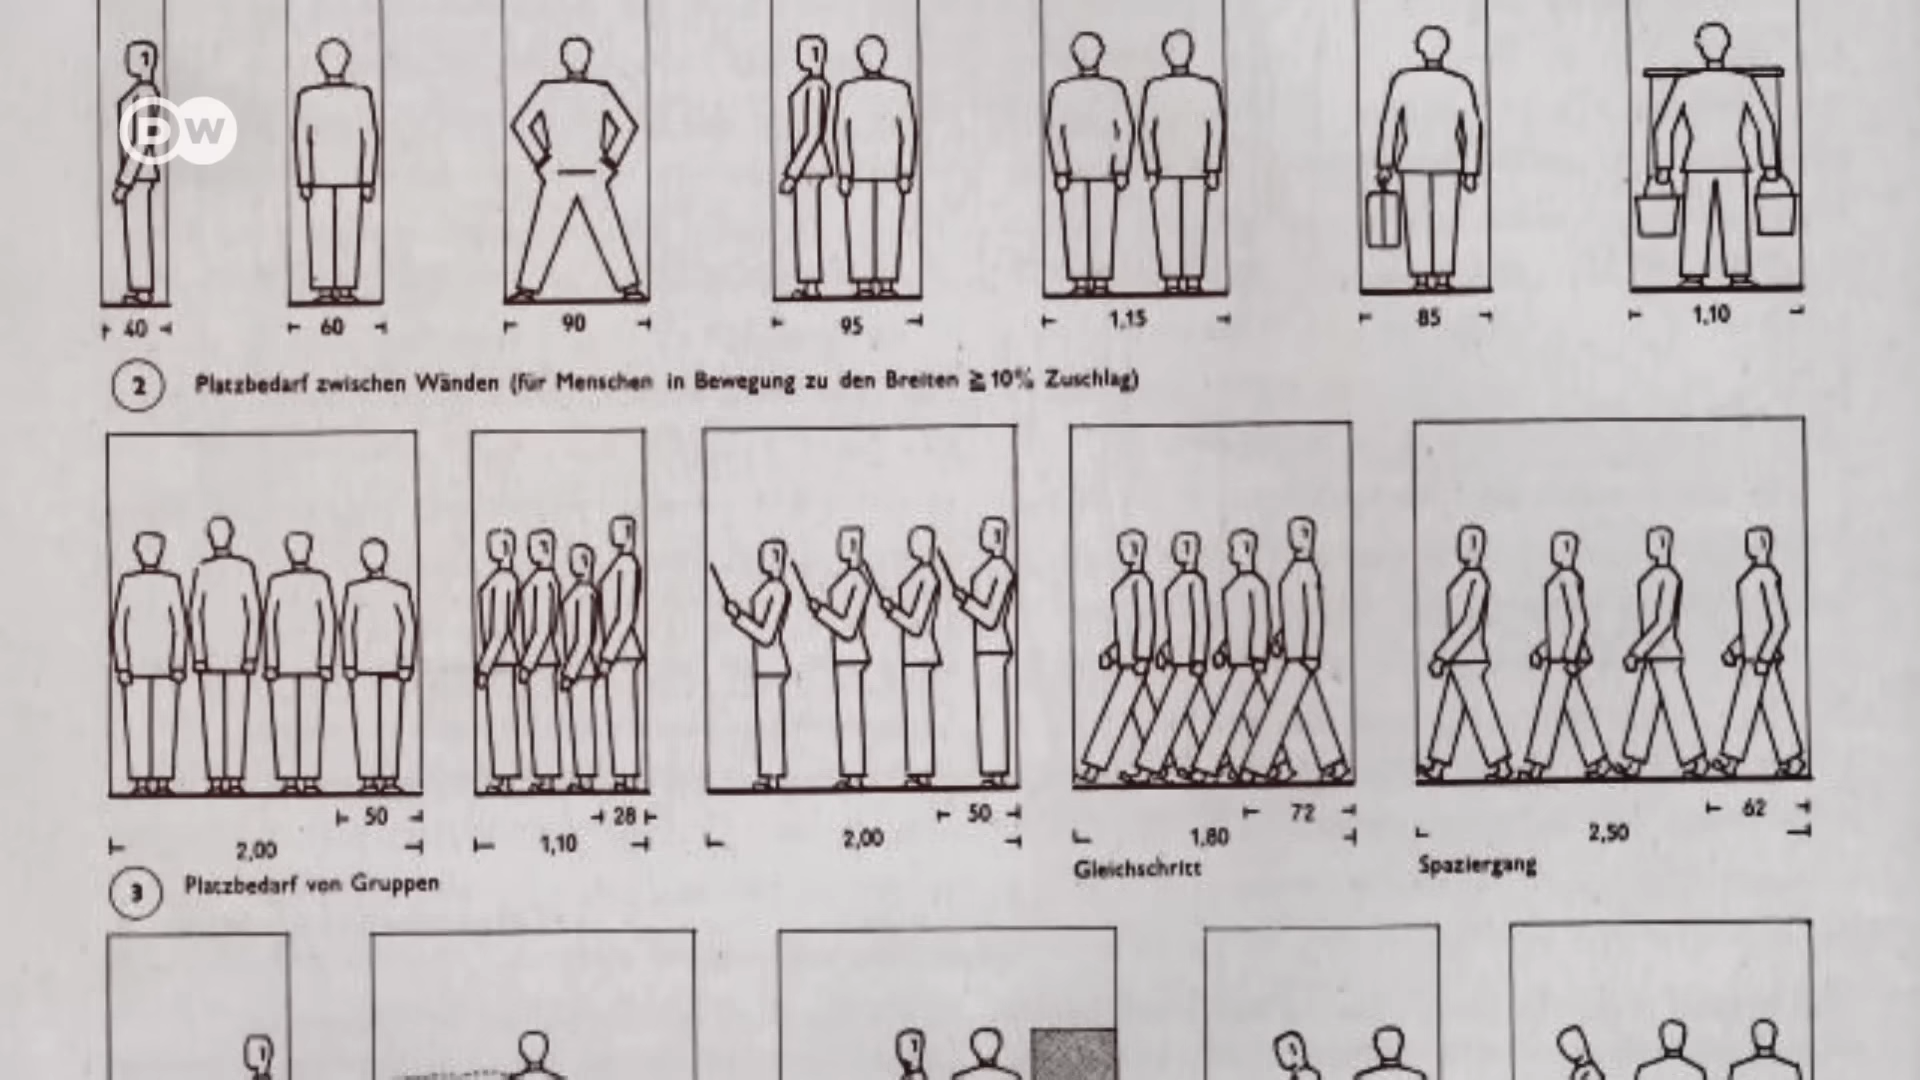 DW
40 60 90 95 1,15 85 1,10
2 Platzbedarf zwischen Wänden (für Menschen in Bewegung zu den Breiten ≧10% Zuschlag)
50 28 50 72 62
2,00 1,10 2,00 1,80 2,50
Gleichschritt Spaziergang
3 Platzbedarf von Gruppen